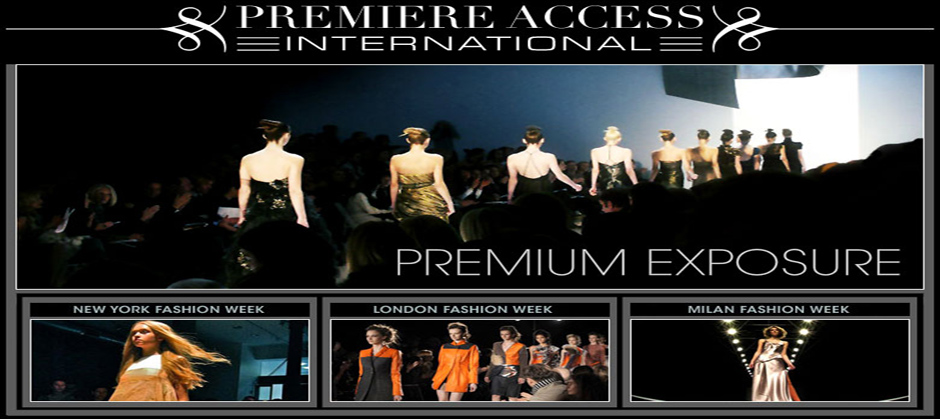 PREMIERE ACCESS
INTERNATIONAL
PREMIUM EXPOSURE
NEW YORK FASHION WEEK
LONDON FASHION WEEK
MILAN FASHION WEEK